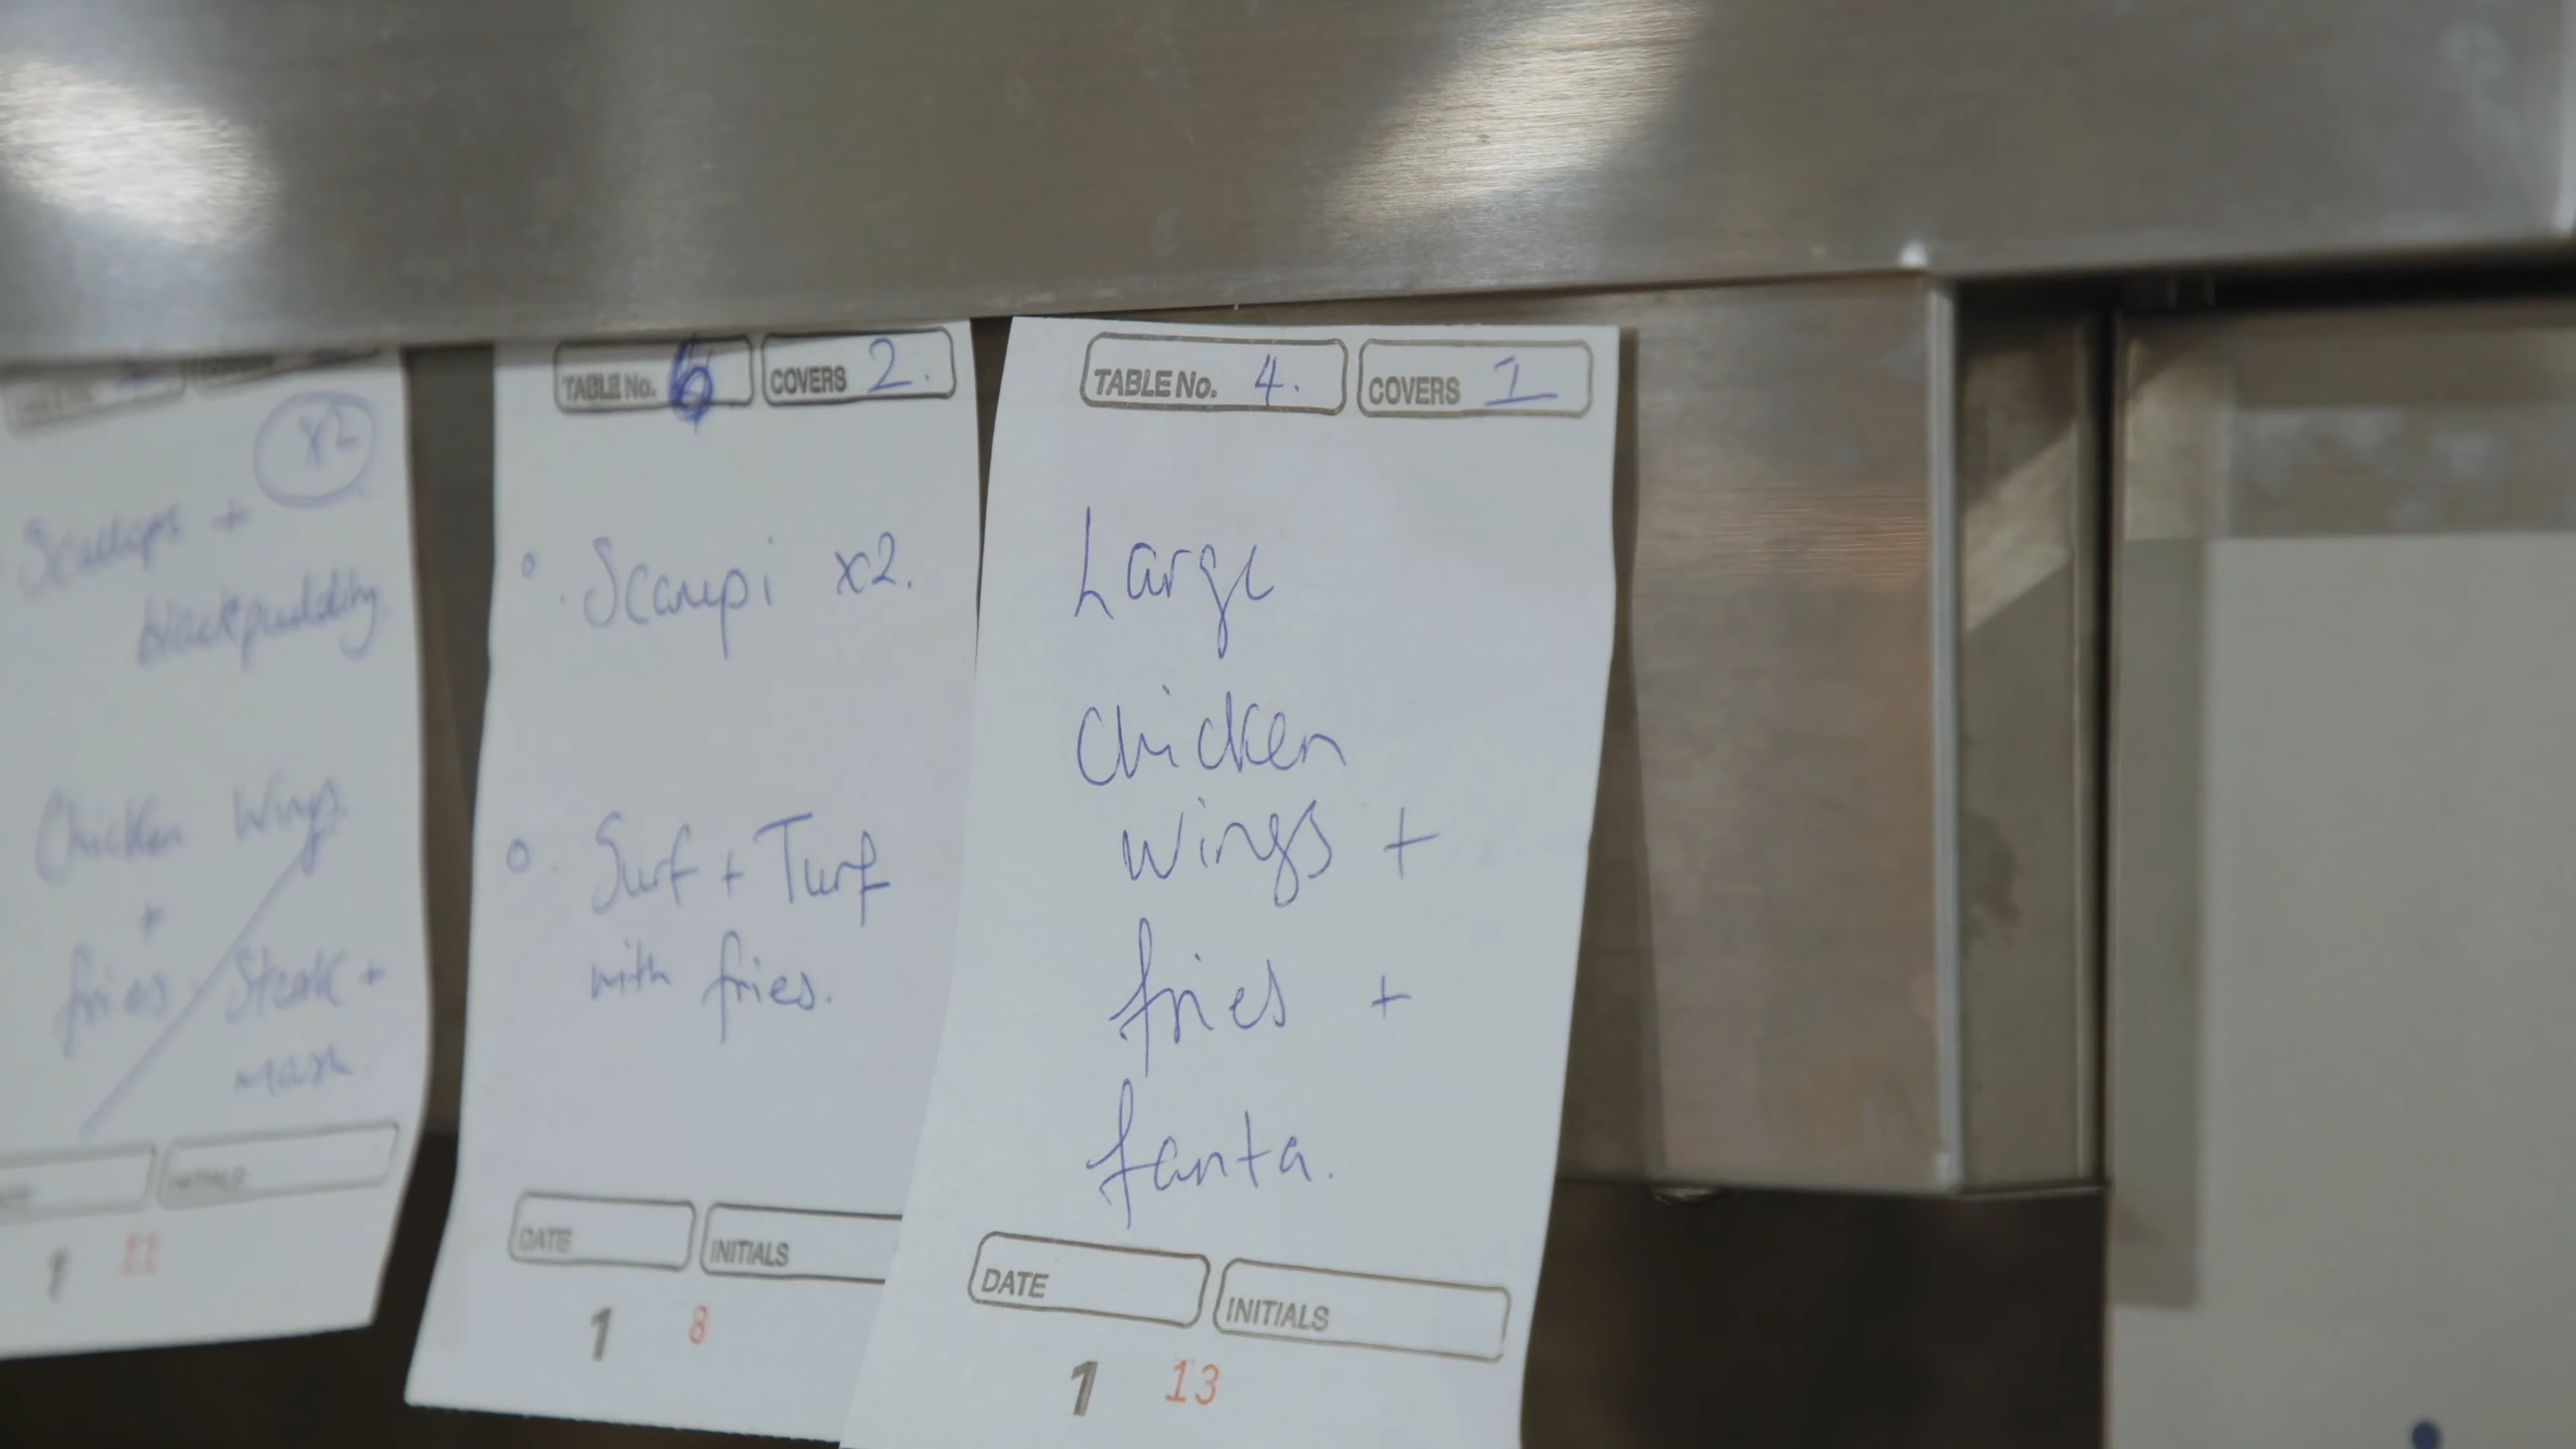 x2
Scallops +
blackpudding.
Chicken Wings.
+
fries / Steak +
mash
INITIALS
1 11
TABLE No. 6 COVERS 2.
Scampi x2.
Surf + Turf
with fries.
DATE INITIALS
1 8
TABLE No. 4. COVERS 1
Large
Chicken
wings +
fries +
fanta.
DATE INITIALS
1 13